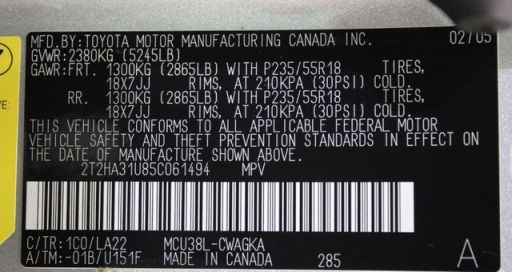 MFD.BY:TOYOTA MOTOR MANUFACTURING CANADA INC. 02/05
GVWR:2380KG (5245LB)
GAWR:FRT. 1300KG (2865LB) WITH P235/55R18 TIRES,
18X7JJ RIMS, AT 210KPA (30PSI) COLD.
RR. 1300KG (2865LB) WITH P235/55R18 TIRES,
18X7JJ RIMS, AT 210KPA (30PSI) COLD.
THIS VEHICLE CONFORMS TO ALL APPLICABLE FEDERAL MOTOR
VEHICLE SAFETY AND THEFT PREVENTION STANDARDS IN EFFECT ON
THE DATE OF MANUFACTURE SHOWN ABOVE.
2T2HA31U85C061494 MPV
C/TR:1C0/LA22 MCU38L-CWAGKA
A/TM:-01B/U151F MADE IN CANADA 285 A